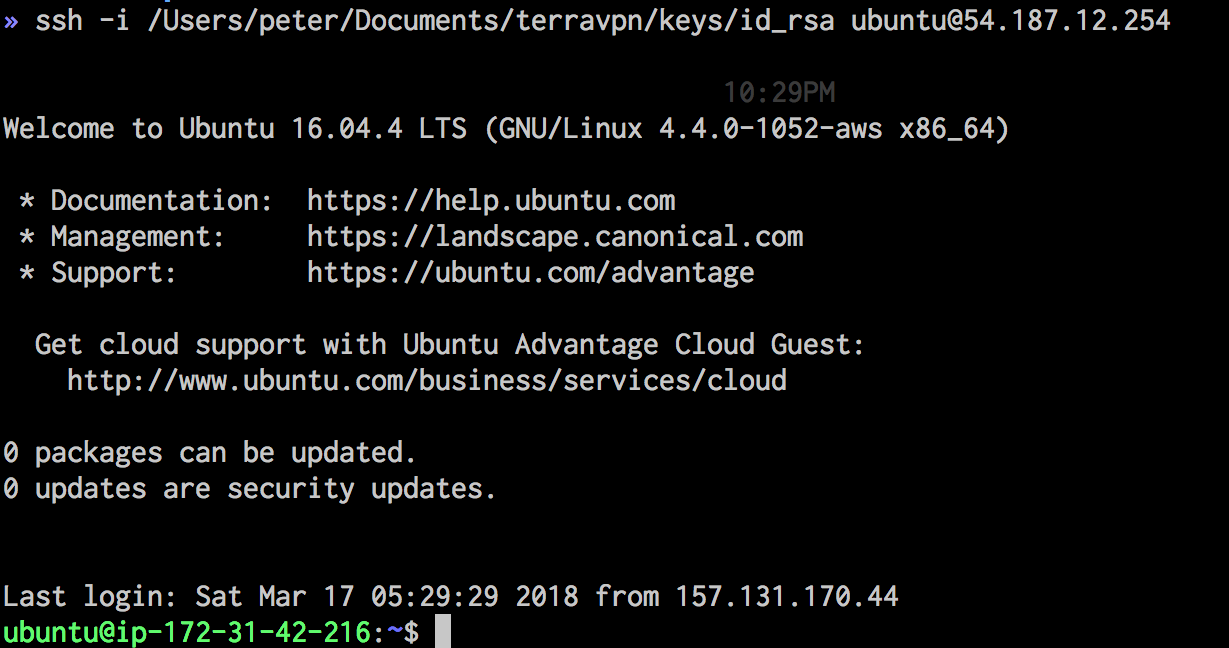 » ssh -i /Users/peter/Documents/terravpn/keys/id_rsa ubuntu@54.187.12.254
10:29PM
Welcome to Ubuntu 16.04.4 LTS (GNU/Linux 4.4.0-1052-aws x86_64)
* Documentation:  https://help.ubuntu.com
* Management:     https://landscape.canonical.com
* Support:        https://ubuntu.com/advantage
Get cloud support with Ubuntu Advantage Cloud Guest:
http://www.ubuntu.com/business/services/cloud
0 packages can be updated.
0 updates are security updates.
Last login: Sat Mar 17 05:29:29 2018 from 157.131.170.44
ubuntu@ip-172-31-42-216:~$